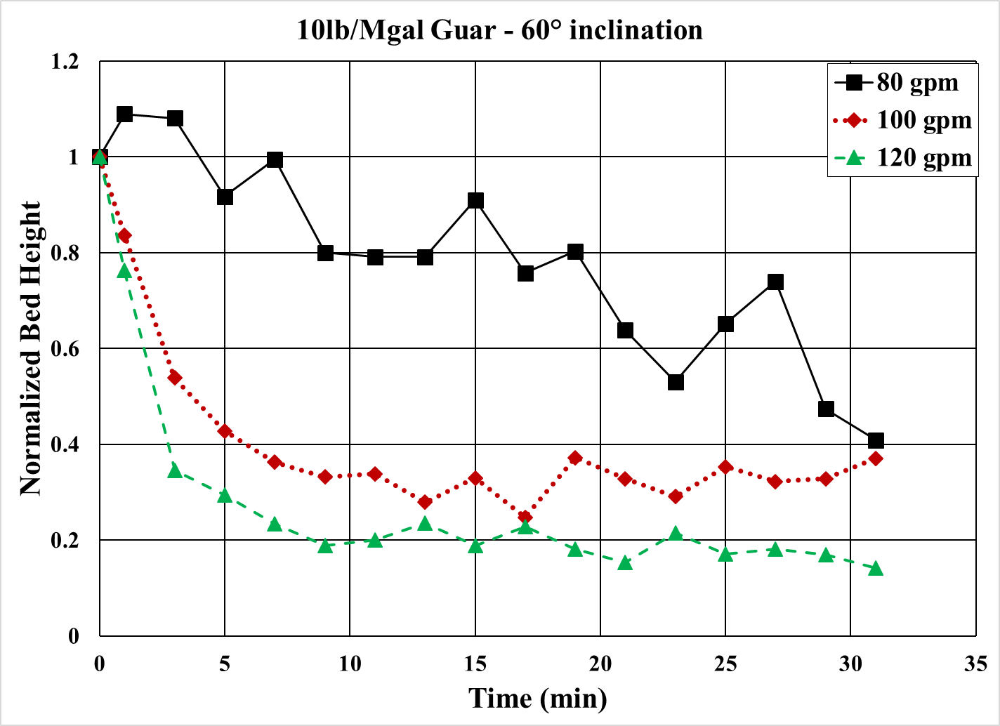 10lb/Mgal Guar - 60° inclination
1.2
1
0.8
0.6
0.4
0.2
0
Normalized Bed Height
80 gpm
100 gpm
120 gpm
0 5 10 15 20 25 30 35
Time (min)